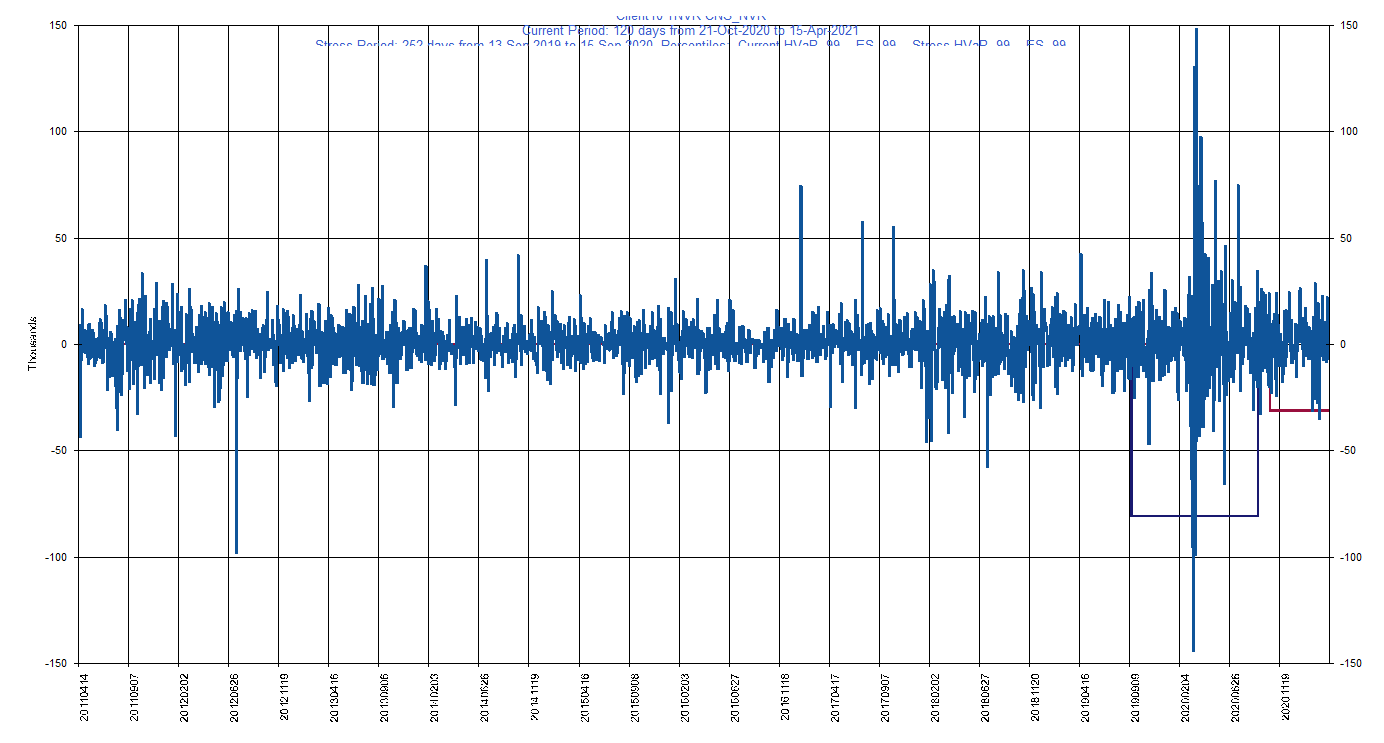 Client10 TNVR CNS_NVR
Current Period: 120 days from 21-Oct-2020 to 15-Apr-2021
Stress Period: 252 days from 13-Sep-2019 to 15-Sep-2020 Percentiles: Current HVaR 99 ES 99 Stress HVaR 99 ES 99
150 150
100 100
50 50
0 0
-50 -50
-100 -100
-150 -150
Thousands
20110414 20110907 20120202 20120626 20121119 20130416 20130906 20140203 20140626 20141119 20150416 20150908 20160203 20160627 20161118 20170417 20170907 20180202 20180627 20181120 20190416 20190909 20200204 20200626 20201119